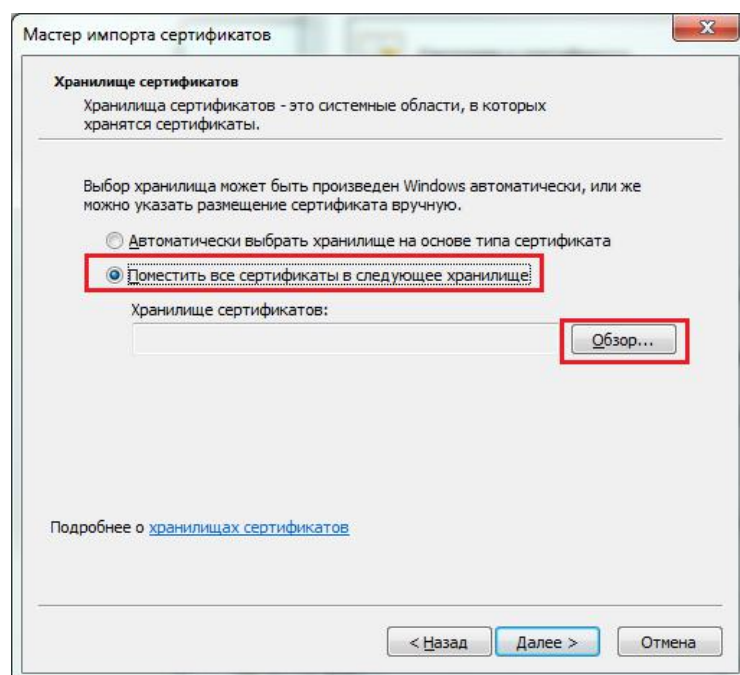 Мастер импорта сертификатов
Хранилище сертификатов
Хранилища сертификатов - это системные области, в которых
хранятся сертификаты.
Выбор хранилища может быть произведен Windows автоматически, или же
можно указать размещение сертификата вручную.
Автоматически выбрать хранилище на основе типа сертификата
Поместить все сертификаты в следующее хранилище
Хранилище сертификатов:
Обзор...
Подробнее о хранилищах сертификатов
< Назад Далее > Отмена